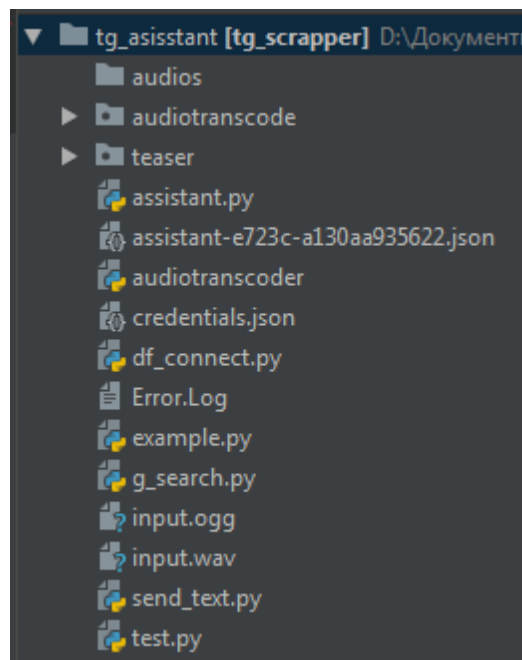 tg_asisstant [tg_scrapper] D:\Документ
audios
audiotranscode
teaser
assistant.py
assistant-e723c-a130aa935622.json
audiotranscoder
credentials.json
df_connect.py
Error.Log
example.py
g_search.py
input.ogg
input.wav
send_text.py
test.py